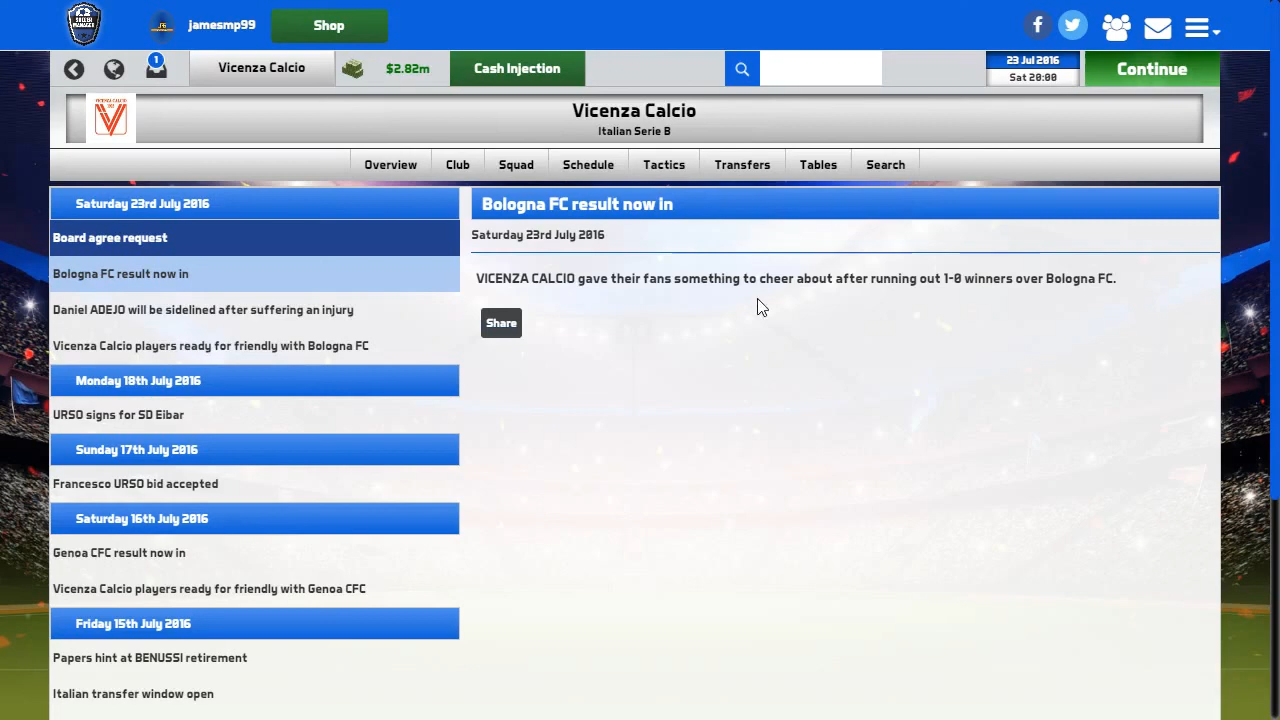 jamesmp99
Shop
1
Vicenza Calcio
$2.82m
Cash Injection
23 Jul 2016
Sat 20:00
Continue
Vicenza Calcio
Italian Serie B
Overview Club Squad Schedule Tactics Transfers Tables Search
Saturday 23rd July 2016
Board agree request
Bologna FC result now in
Daniel ADEJO will be sidelined after suffering an injury
Vicenza Calcio players ready for friendly with Bologna FC
Monday 18th July 2016
URSO signs for SD Eibar
Sunday 17th July 2016
Francesco URSO bid accepted
Saturday 16th July 2016
Genoa CFC result now in
Vicenza Calcio players ready for friendly with Genoa CFC
Friday 15th July 2016
Papers hint at BENUSSI retirement
Italian transfer window open
Bologna FC result now in
Saturday 23rd July 2016
VICENZA CALCIO gave their fans something to cheer about after running out 1-0 winners over Bologna FC.
Share